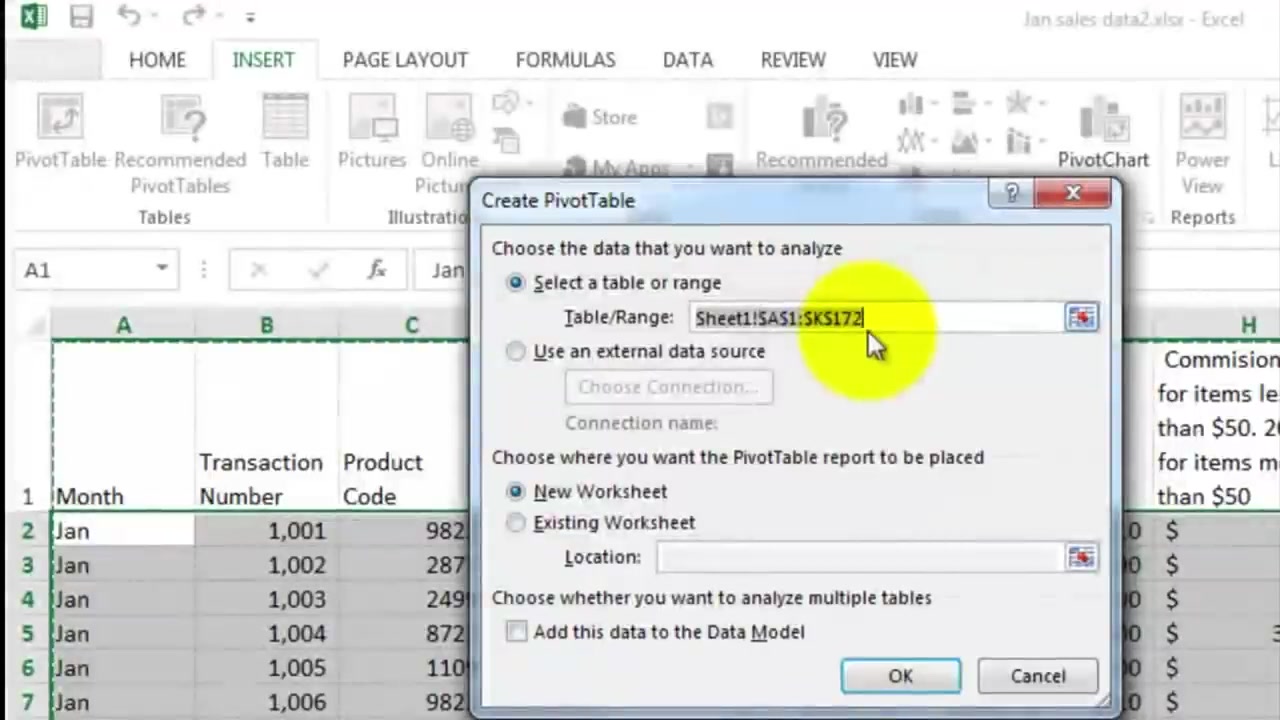 Jan sales data2.xlsx - Excel
HOME INSERT PAGE LAYOUT FORMULAS DATA REVIEW VIEW
PivotTable Recommended PivotTables Table
Tables
Pictures Online
Illustratio
Store
My Apps
Recommended
PivotChart
Power View
Reports
A1 fx Jan
A B C H
Create PivotTable
Choose the data that you want to analyze
Select a table or range
Table/Range: Sheet1!$A$1:$K$172
Use an external data source
Choose Connection...
Connection name:
Choose where you want the PivotTable report to be placed
New Worksheet
Existing Worksheet
Location:
Choose whether you want to analyze multiple tables
Add this data to the Data Model
OK Cancel
Commision
for items le
than $50. 20
for items m
than $50
Transaction Product
1 Month Number Code
2 Jan 1,001 982 0 $
3 Jan 1,002 287 $
4 Jan 1,003 249 $
5 Jan 1,004 872 $ 3
6 Jan 1,005 110 $
7 Jan 1,006 982 $